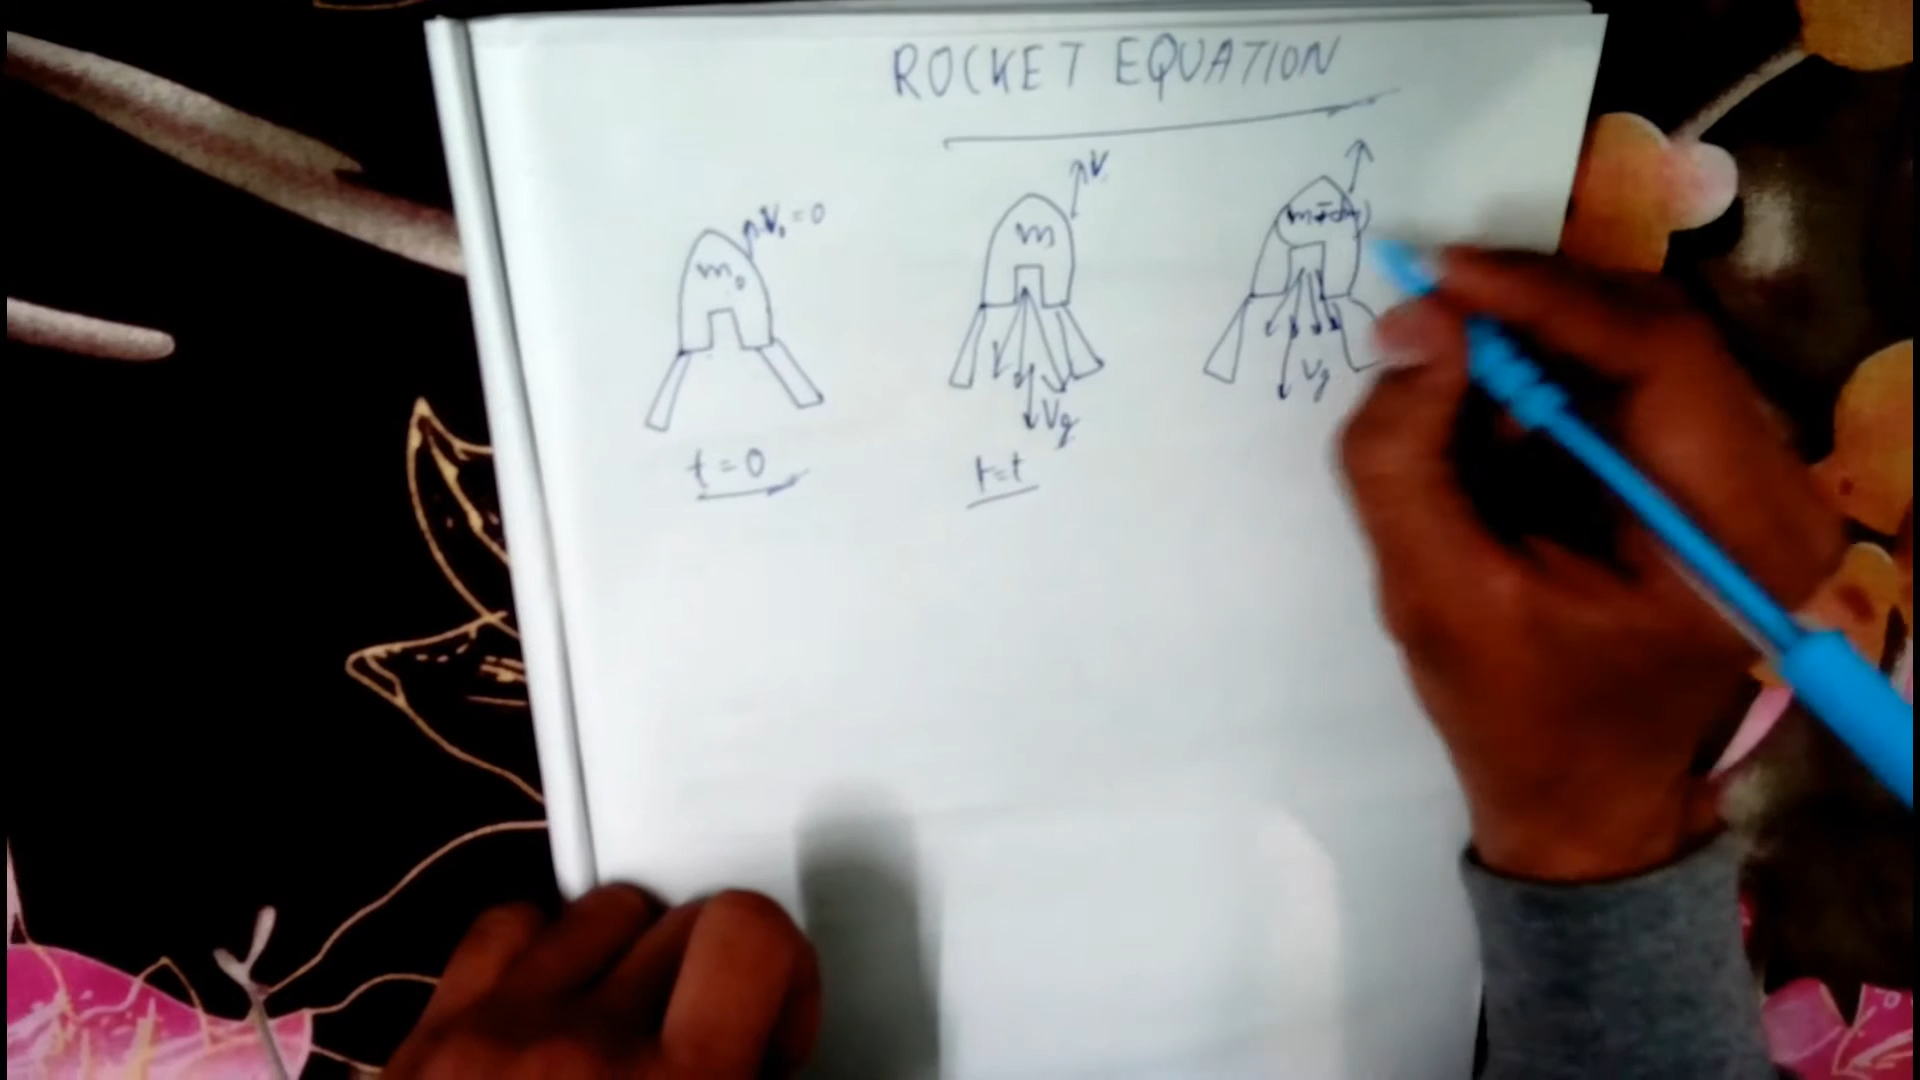 ROCKET EQUATION
m₀ V₀ = 0
m V
Vg
Vg
t = 0
t = t